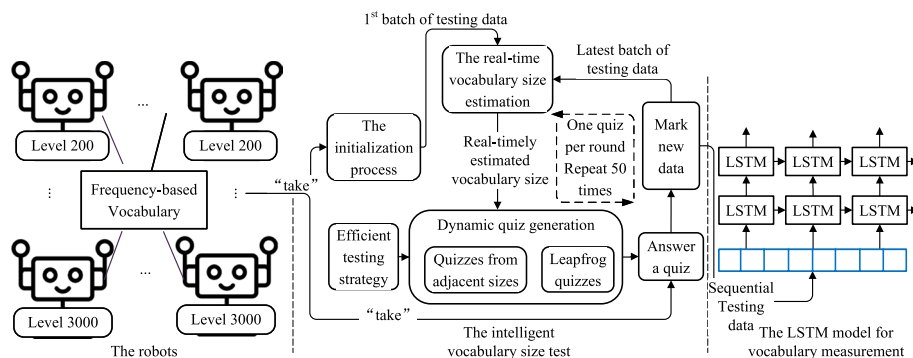 1st batch of testing data
...
Level 200
Level 200
Frequency-based
Vocabulary
⋮
⋮
...
Level 3000
Level 3000
The robots
The
initialization
process
“take”
The real-time
vocabulary size
estimation
Latest batch of
testing data
Real-timely
estimated
vocabulary size
One quiz
per round
Repeat 50
times
Mark
new
data
Efficient
testing
strategy
Dynamic quiz generation
Quizzes from
adjacent sizes
Leapfrog
quizzes
Answer
a quiz
“take”
The intelligent
vocabulary size test
LSTM LSTM LSTM
LSTM LSTM LSTM
Sequential
Testing
data
The LSTM model for
vocabulary measurement